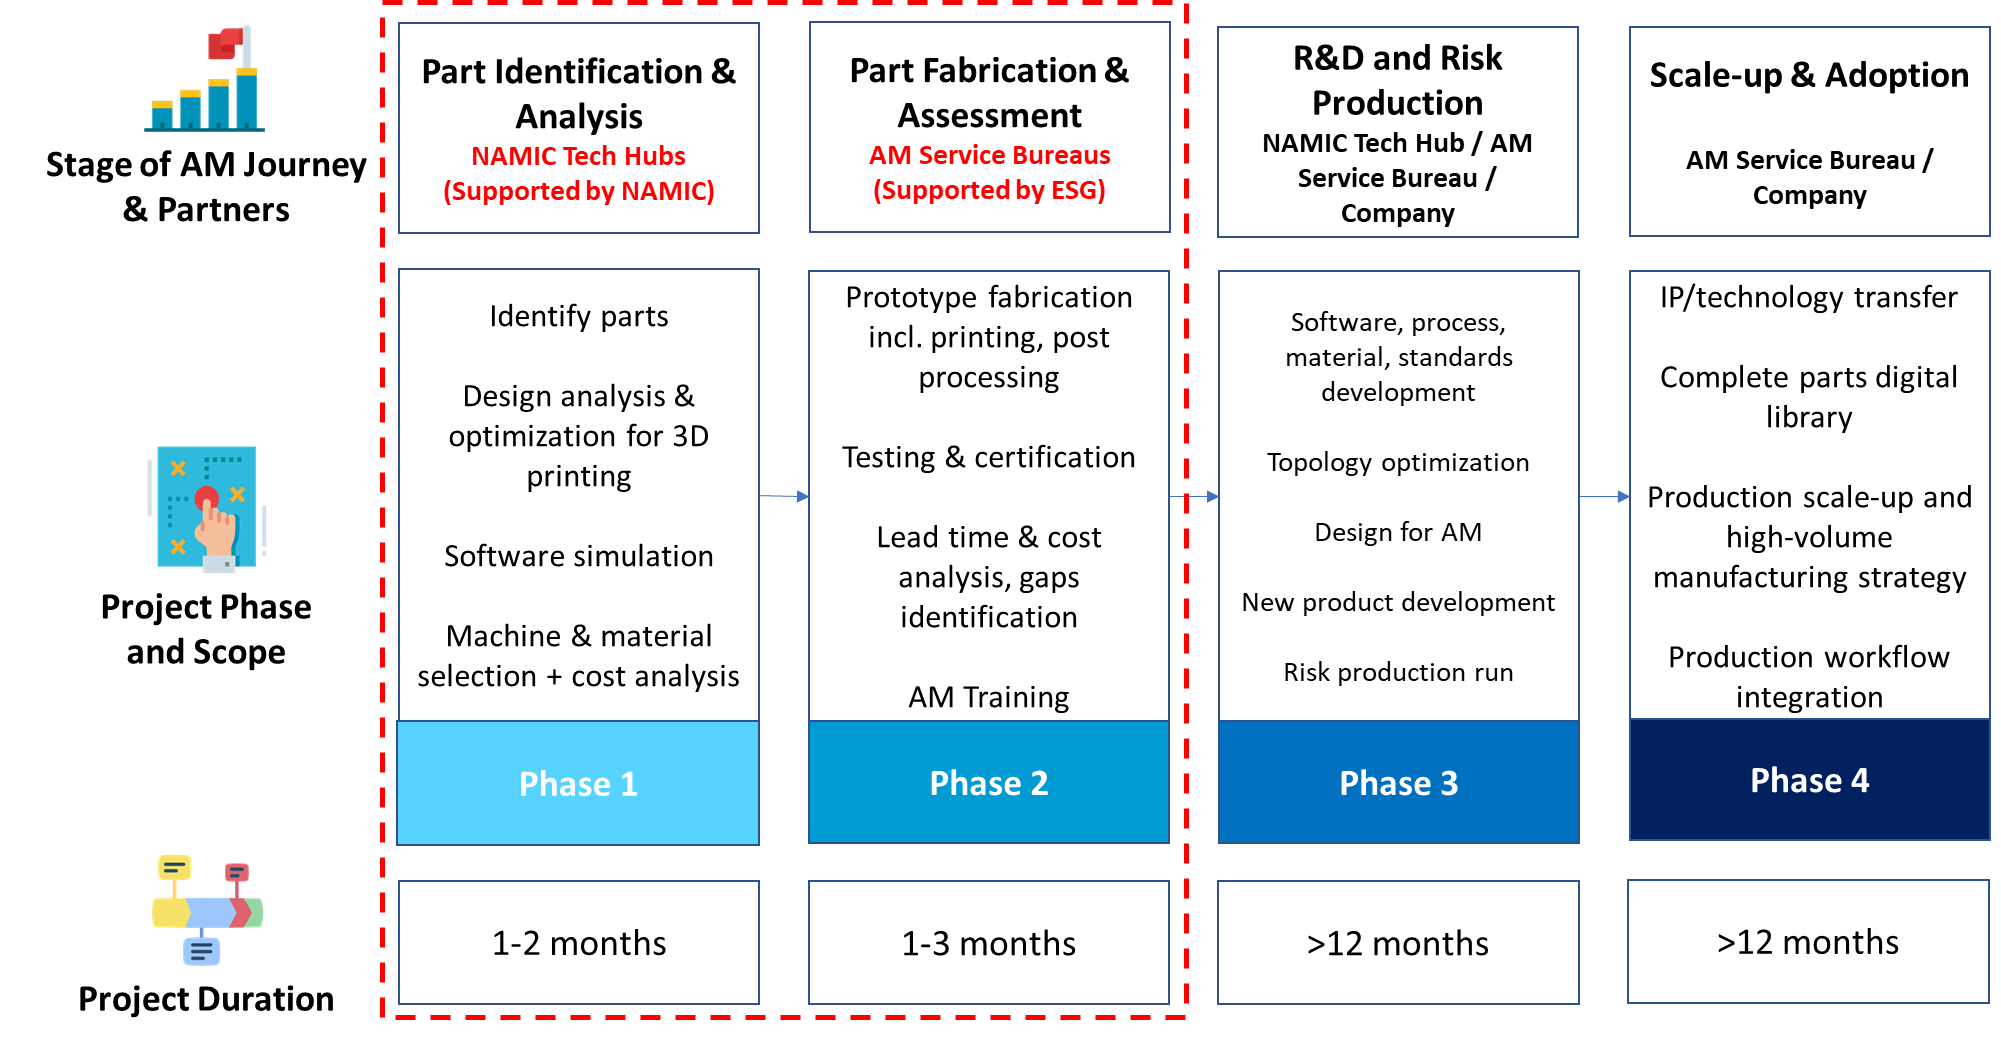 Stage of AM Journey
& Partners
Part Identification &
Analysis
NAMIC Tech Hubs
(Supported by NAMIC)
Part Fabrication &
Assessment
AM Service Bureaus
(Supported by ESG)
R&D and Risk
Production
NAMIC Tech Hub / AM
Service Bureau /
Company
Scale-up & Adoption
AM Service Bureau /
Company
Project Phase
and Scope
Identify parts
Design analysis &
optimization for 3D
printing
Software simulation
Machine & material
selection + cost analysis
Phase 1
Prototype fabrication
incl. printing, post
processing
Testing & certification
Lead time & cost
analysis, gaps
identification
AM Training
Phase 2
Software, process,
material, standards
development
Topology optimization
Design for AM
New product development
Risk production run
Phase 3
IP/technology transfer
Complete parts digital
library
Production scale-up and
high-volume
manufacturing strategy
Production workflow
integration
Phase 4
Project Duration
1-2 months
1-3 months
>12 months
>12 months